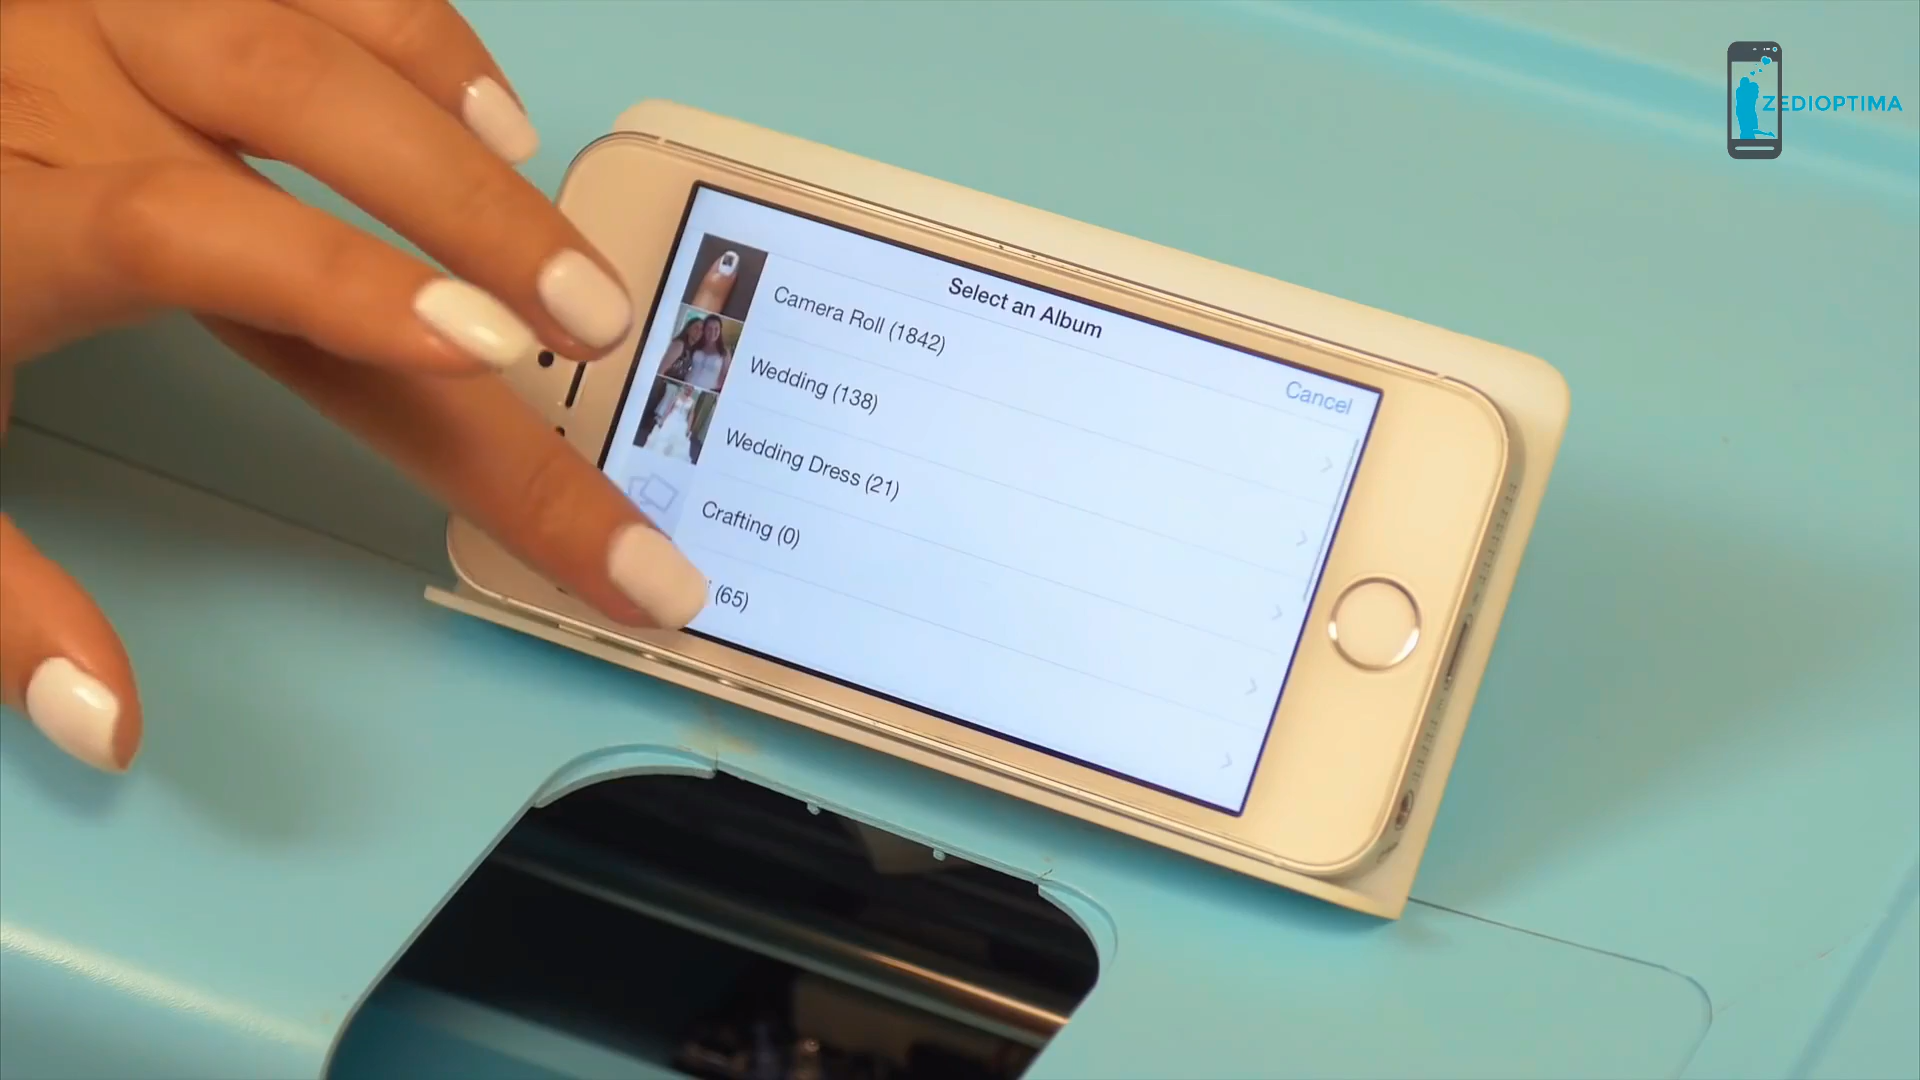 ZEDIOPTIMA
Select an Album
Cancel
Camera Roll (1842)
Wedding (138)
Wedding Dress (21)
Crafting (0)
(65)